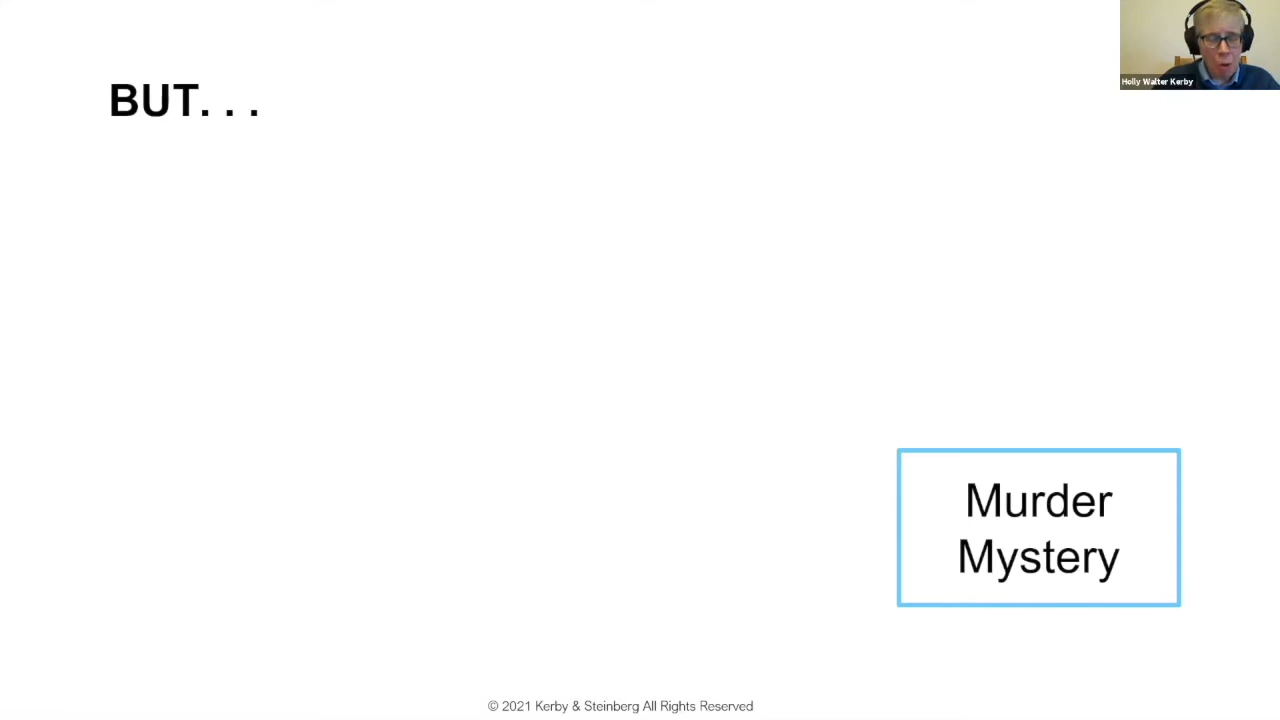 Holly Walter Kerby
BUT. . .
Murder
Mystery
© 2021 Kerby & Steinberg All Rights Reserved